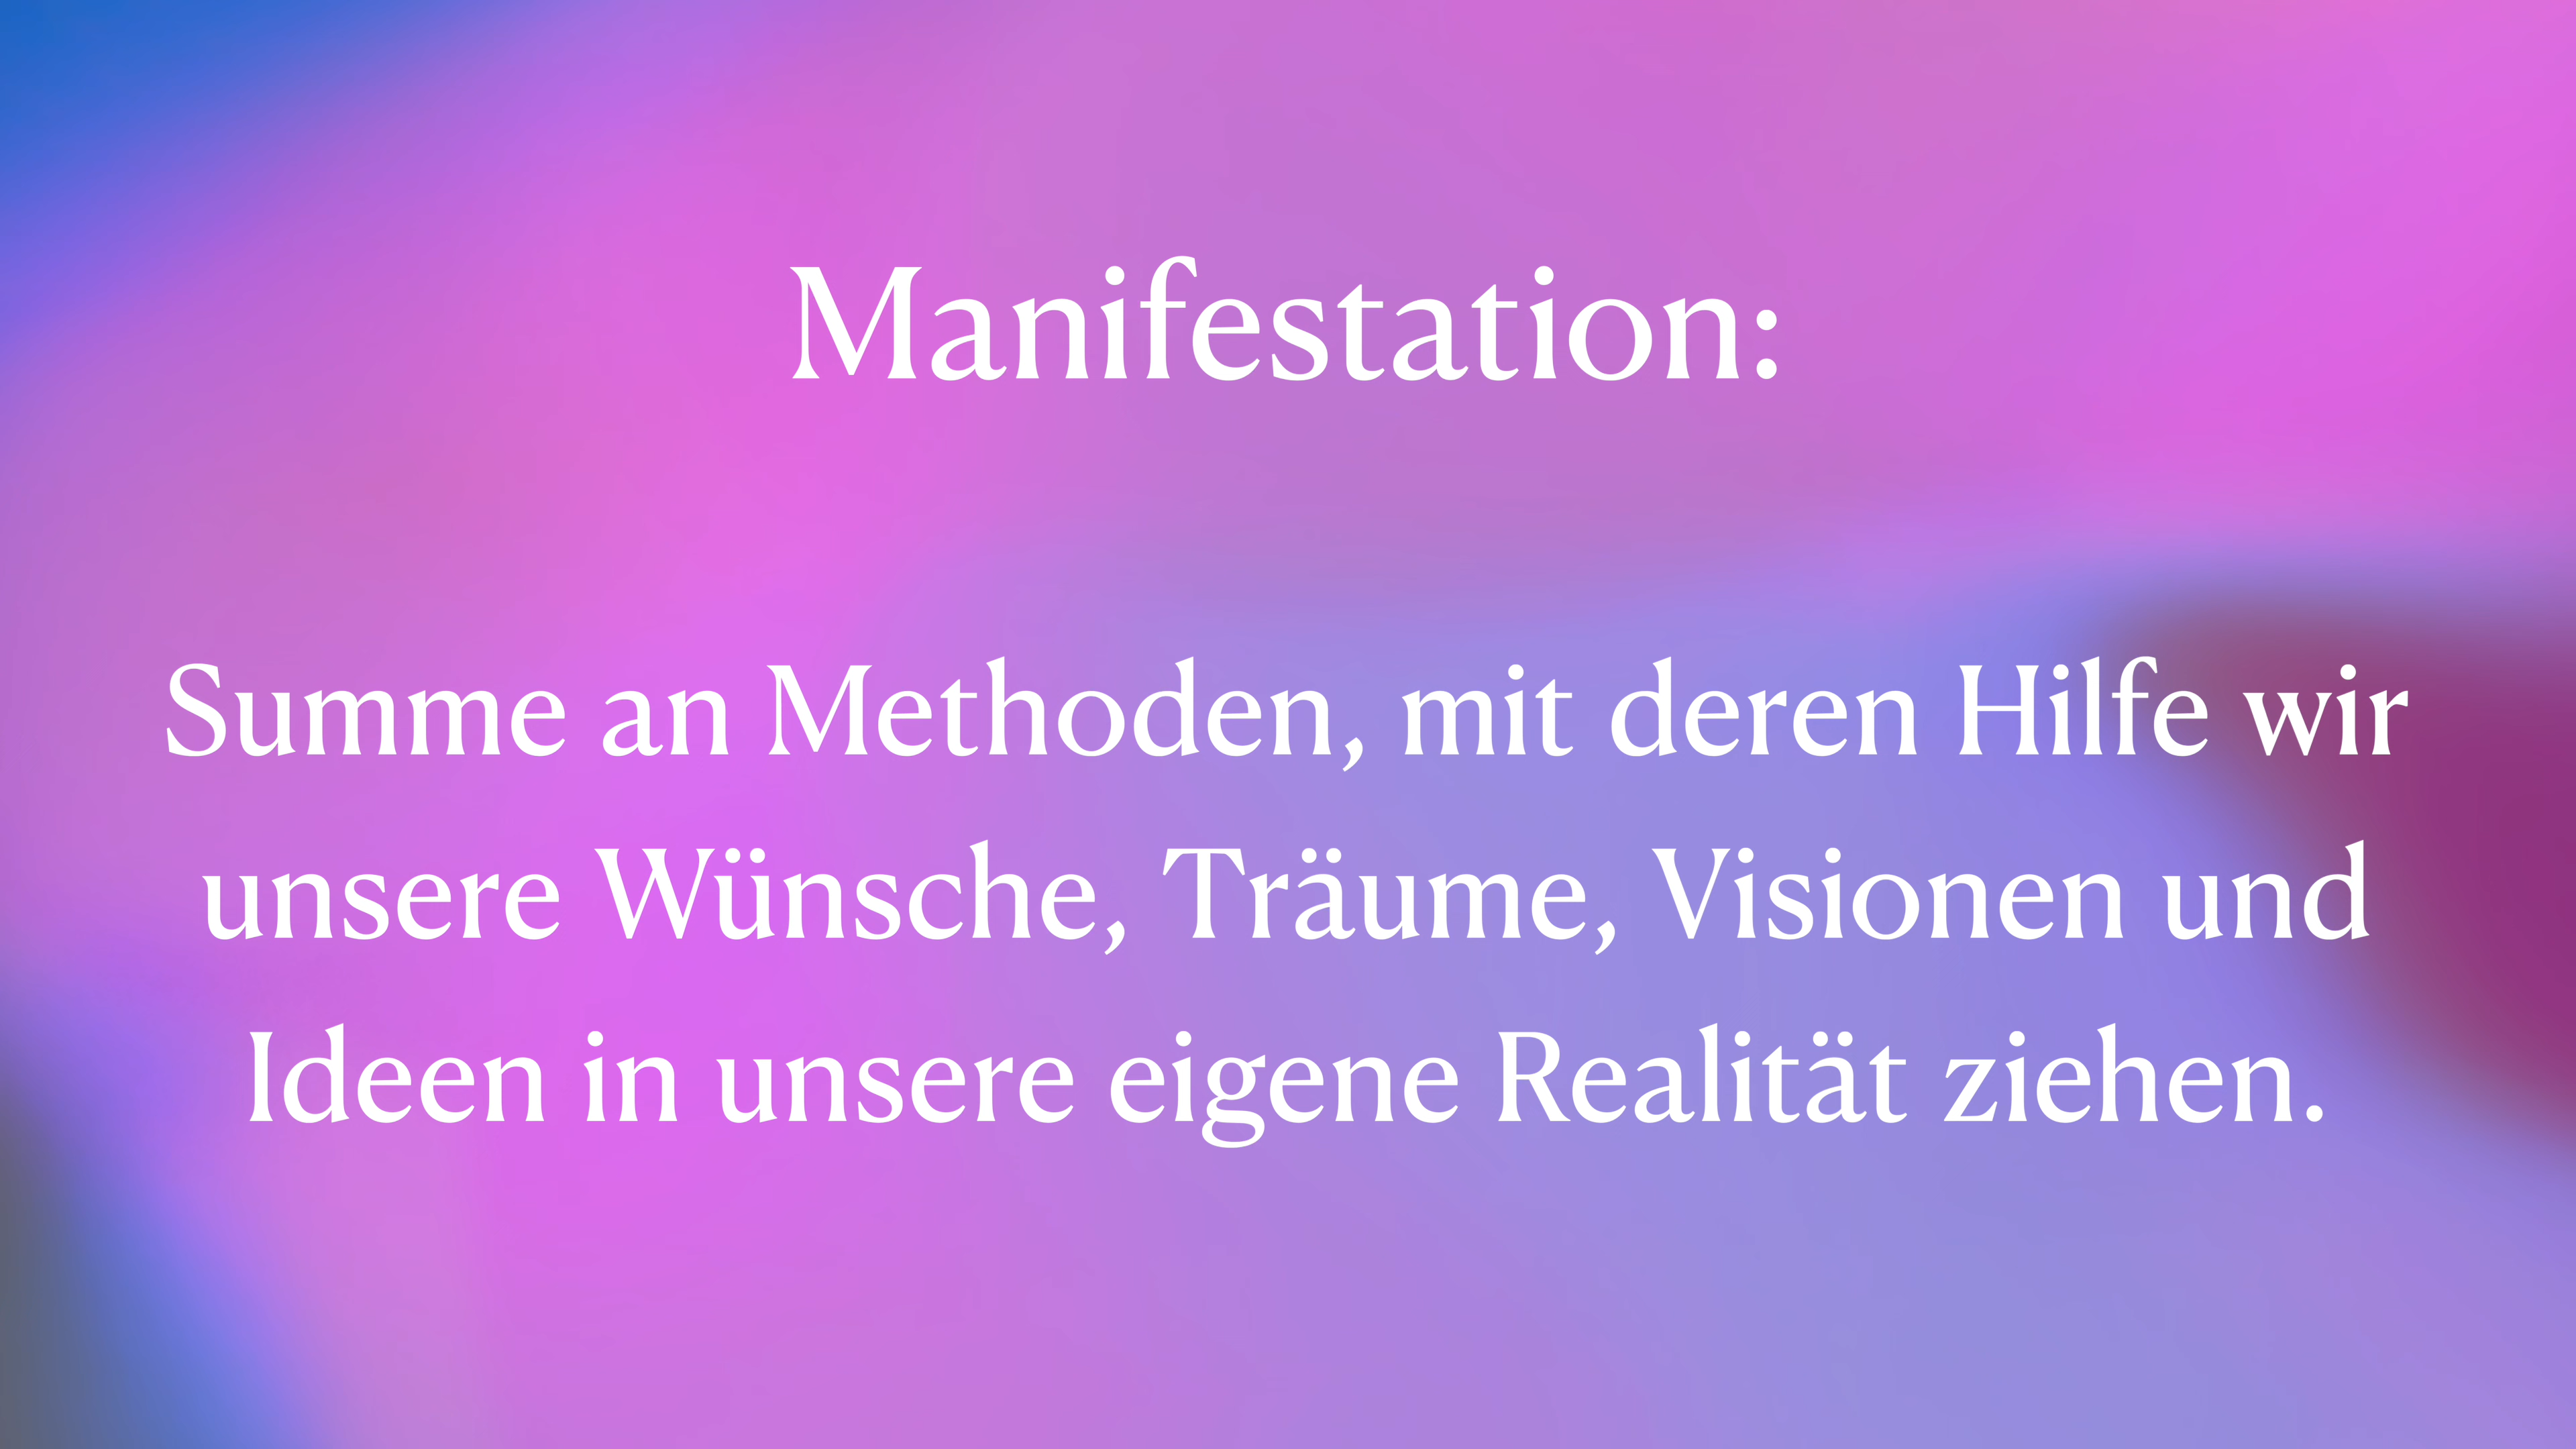 Manifestation:
Summe an Methoden, mit deren Hilfe wir
unsere Wünsche, Träume, Visionen und
Ideen in unsere eigene Realität ziehen.